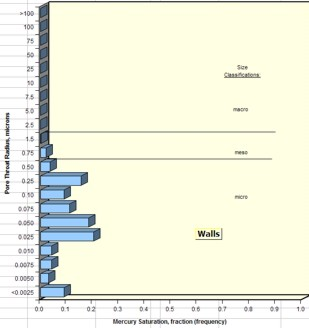 >100
100
75
50
25
10
7.5
5.0
2.5
1.5
0.75
0.50
0.25
0.10
0.075
0.050
0.025
0.010
0.0075
0.0050
<0.0025
Pore Throat Radius, microns
Size
Classifications:
macro
meso
micro
Walls
0.0 0.1 0.2 0.3 0.4 0.5 0.6 0.7 0.8 0.9 1.0
Mercury Saturation, fraction (frequency)